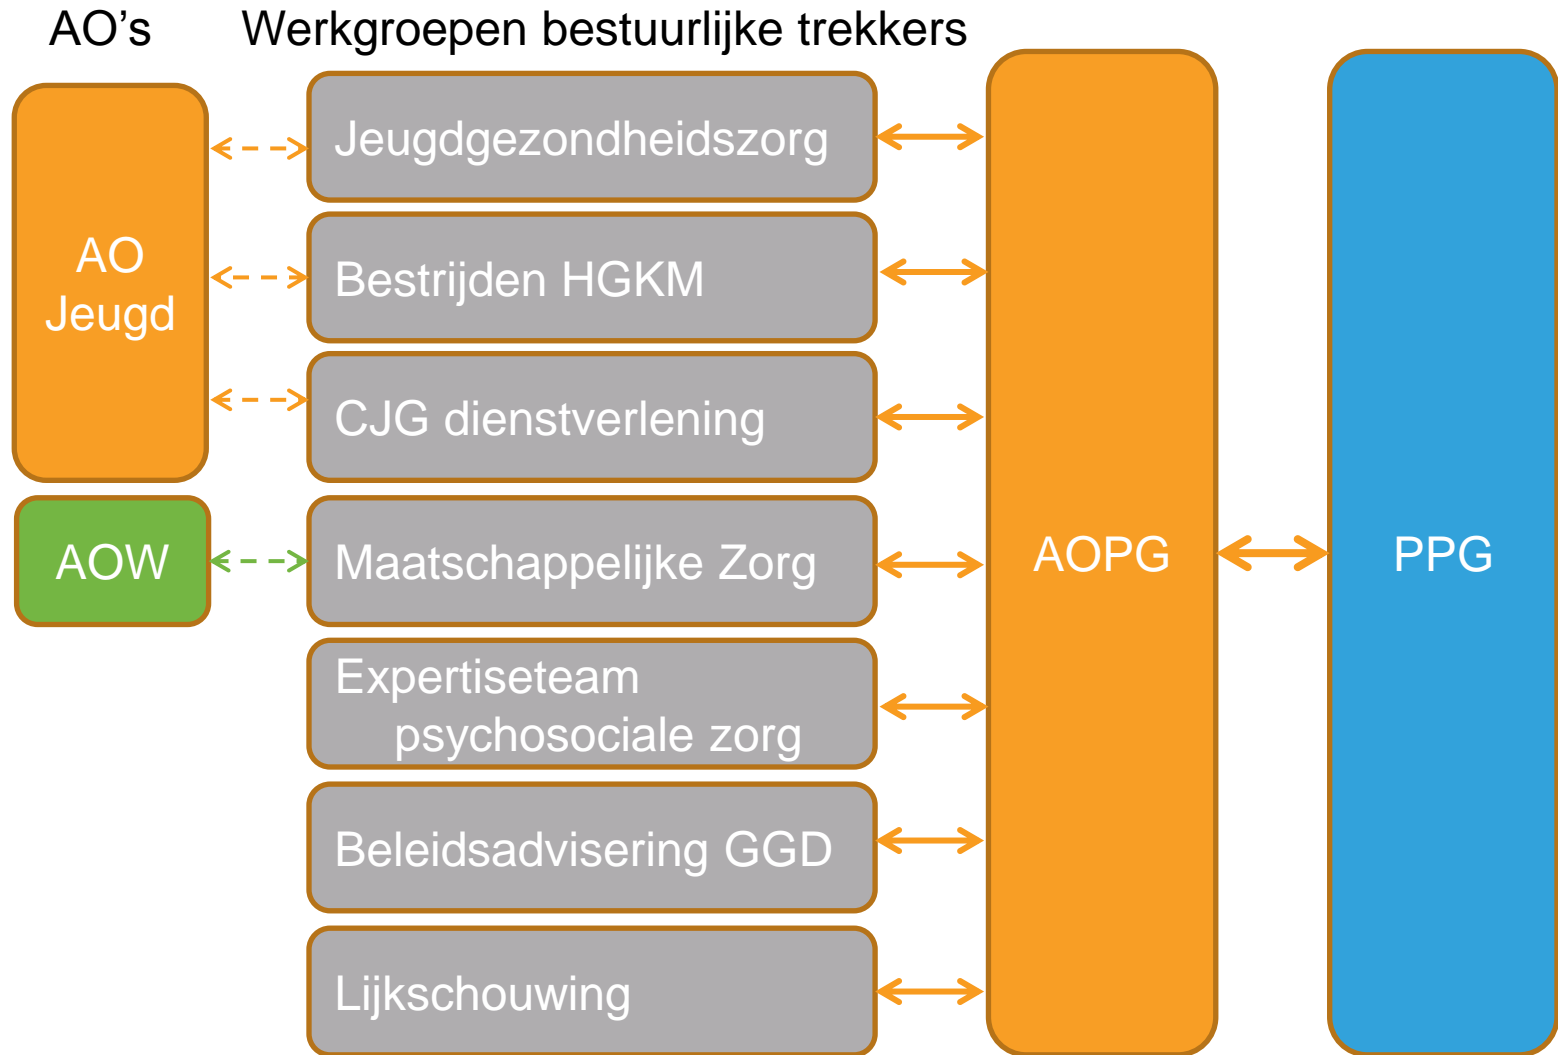 AO's
Werkgroepen bestuurlijke trekkers
AO
Jeugd
AOW
Jeugdgezondheidszorg
Bestrijden HGKM
CJG dienstverlening
Maatschappelijke Zorg
Expertiseteam
psychosociale zorg
Beleidsadvisering GGD
Lijkschouwing
AOPG
PPG